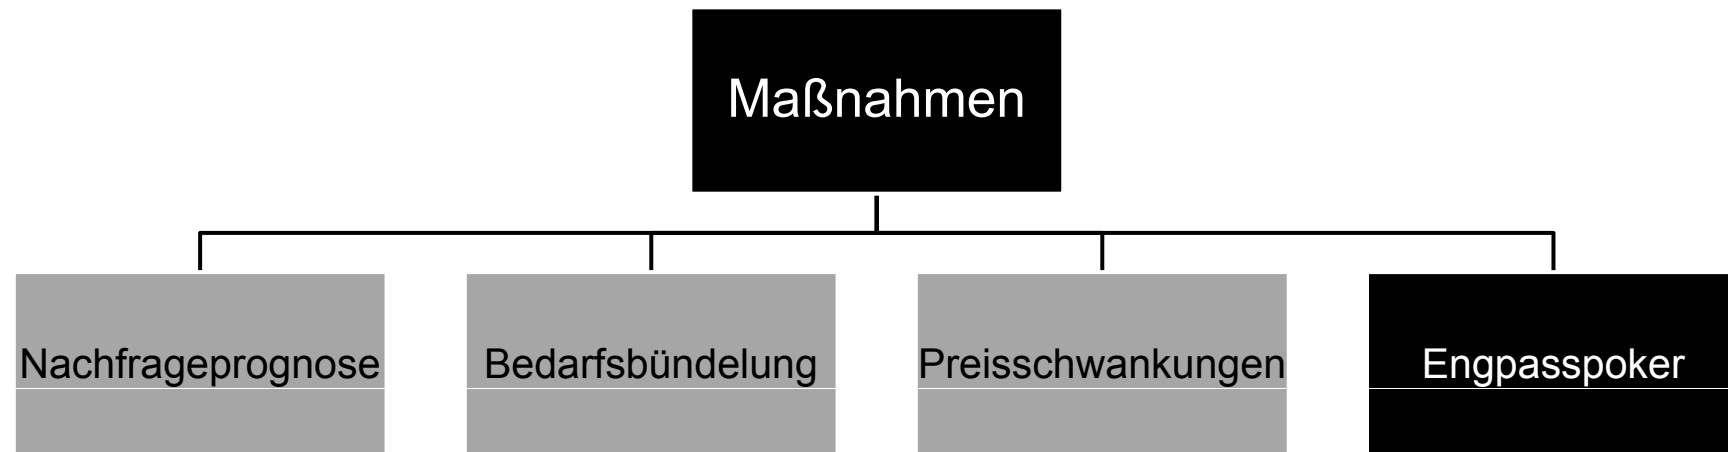 Maßnahmen
Nachfrageprognose
Bedarfsbündelung
Preisschwankungen
Engpasspoker